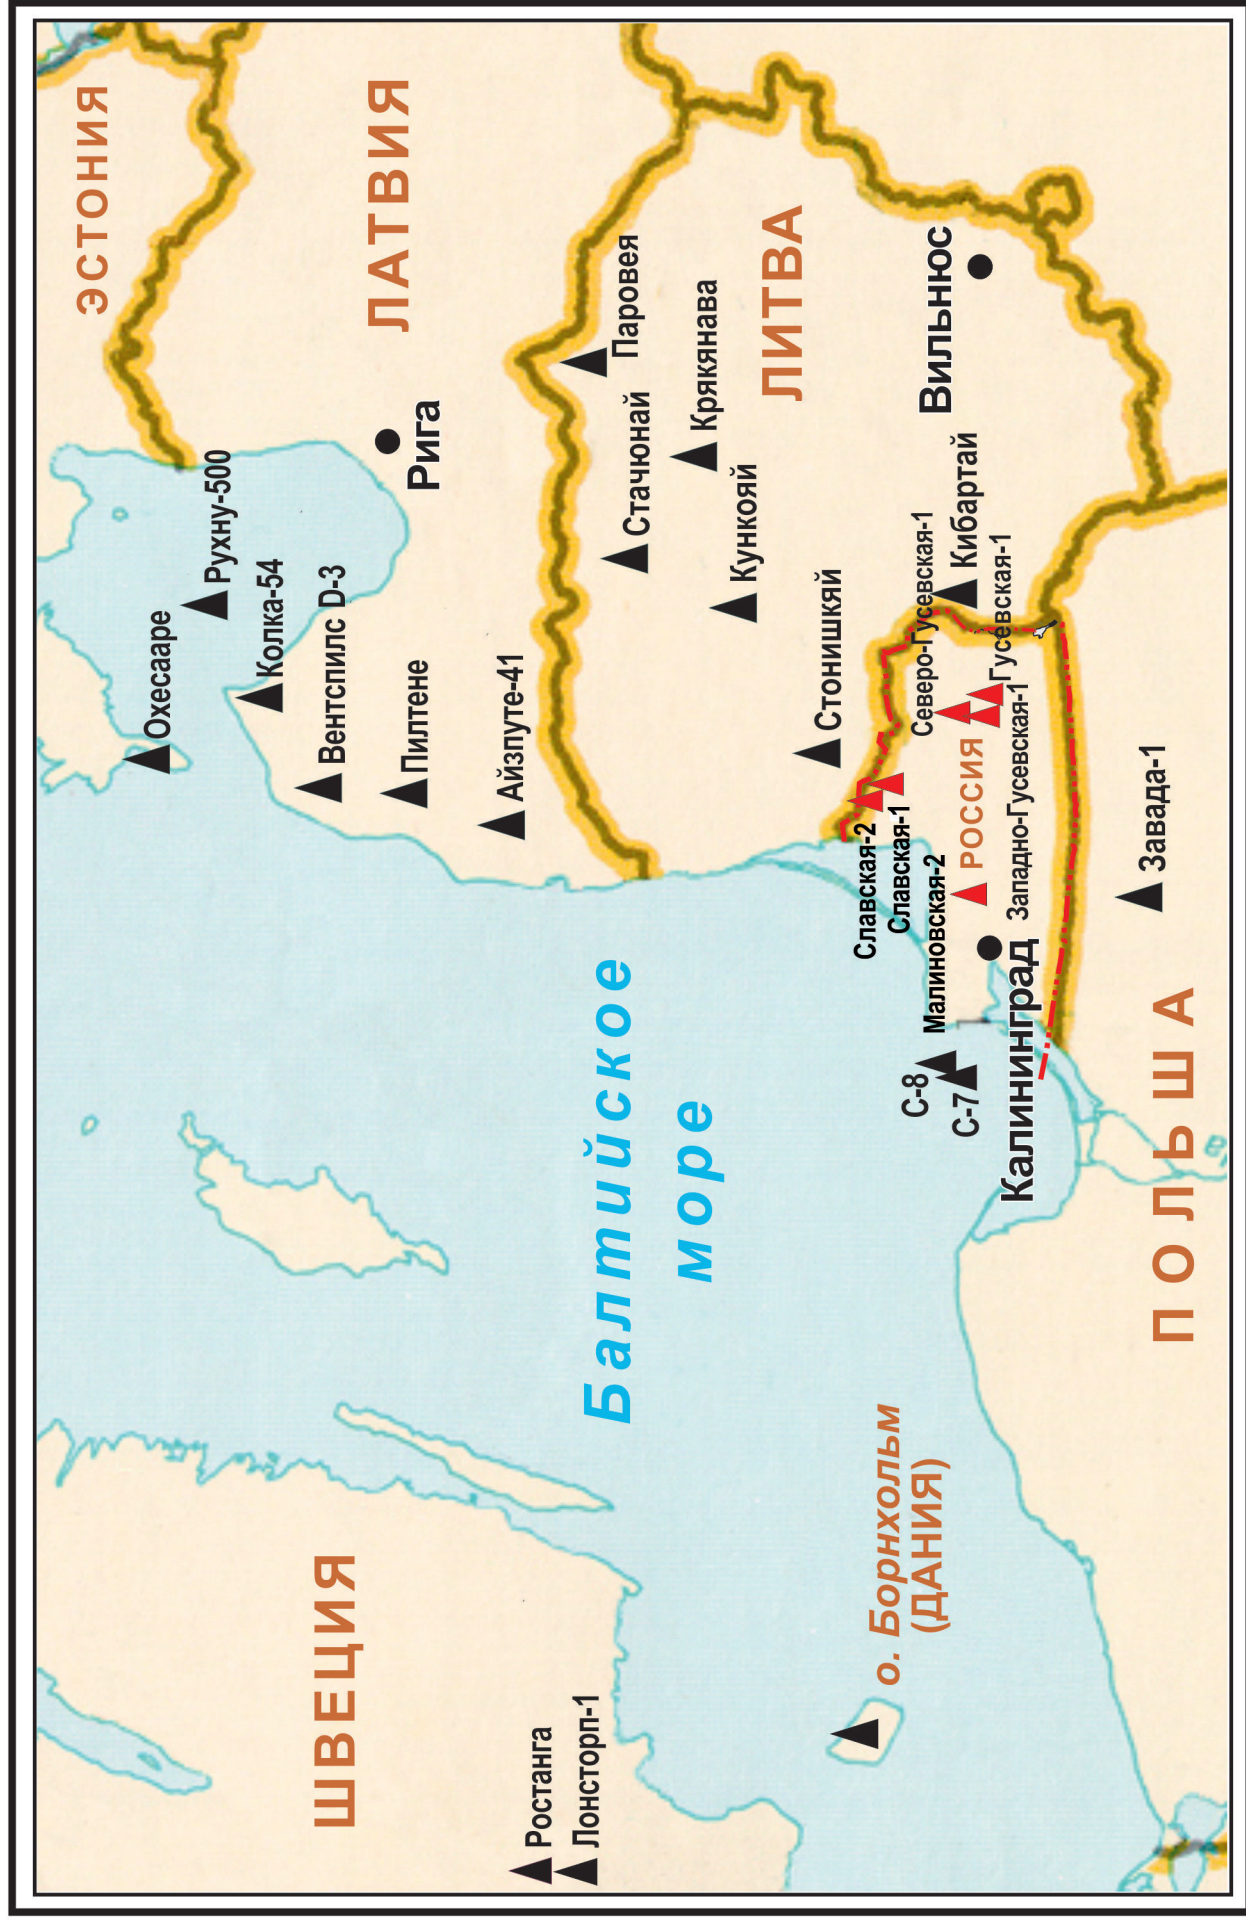 ЭСТОНИЯ
Охесааре
Рухну-500
Колка-54
Вентспилс D-3
ЛАТВИЯ
Рига
Пилтене
Айзпуте-41
ШВЕЦИЯ
Ростанга
Лонсторп-1
Балтийское
море
Паровея
Стачюнай
Крякянава
Кункояй
ЛИТВА
Стонишкяй
Вильнюс
Кибартай
Северо-Гусевская-1
Гусевская-1
Западно-Гусевская-1
РОССИЯ
Славская-2
Славская-1
Малиновская-2
С-8
С-7
Калининград
о. Борнхольм
(ДАНИЯ)
Завада-1
ПОЛЬША